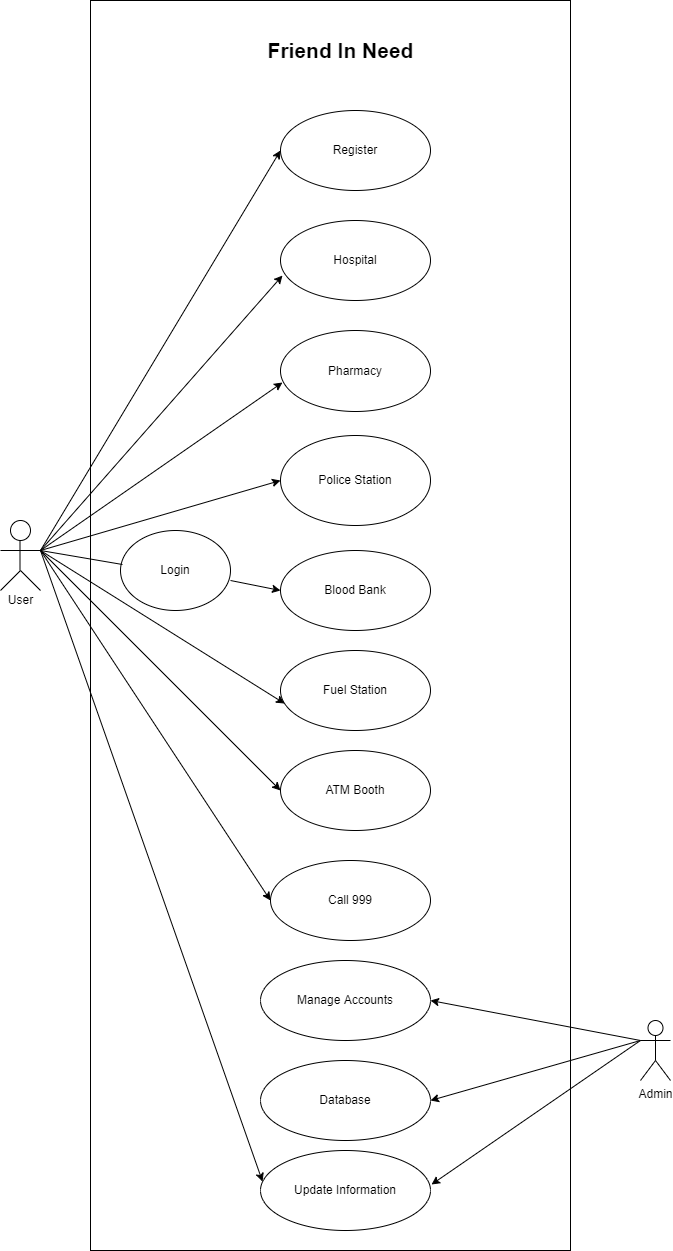 Friend In Need
Register
Hospital
Pharmacy
Police Station
Login
Blood Bank
User
Fuel Station
ATM Booth
Call 999
Manage Accounts
Admin
Database
Update Information